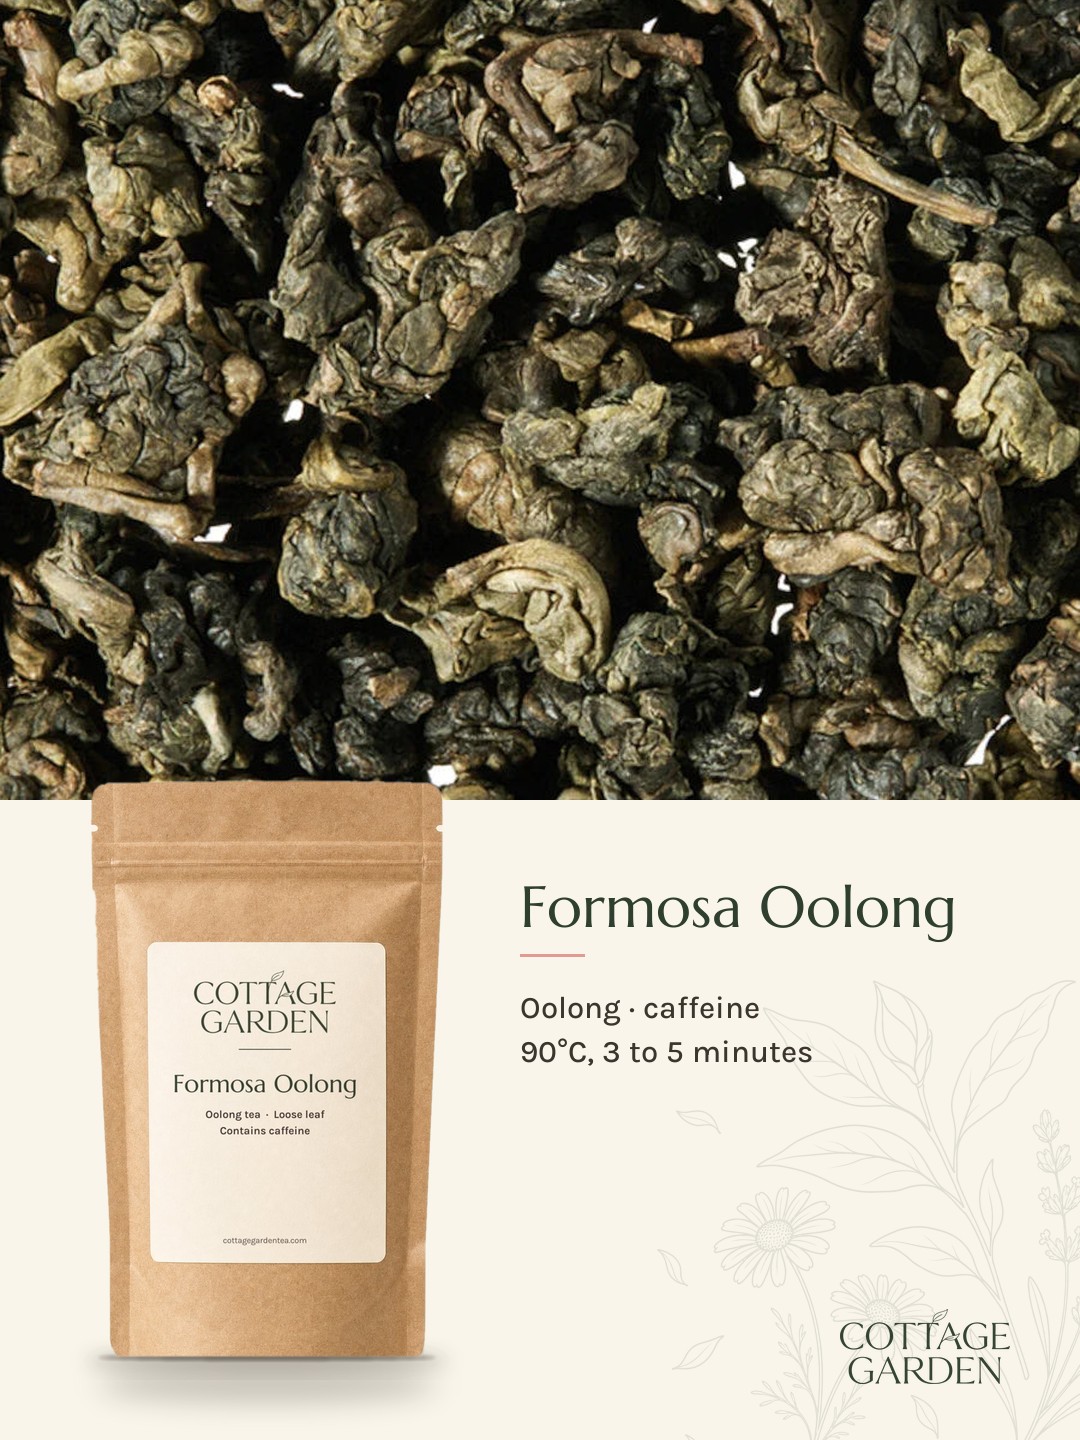 COTTAGE
GARDEN
Formosa Oolong
Oolong tea · Loose leaf
Contains caffeine
cottagegardentea.com
Formosa Oolong
Oolong · caffeine
90°C, 3 to 5 minutes
COTTAGE
GARDEN